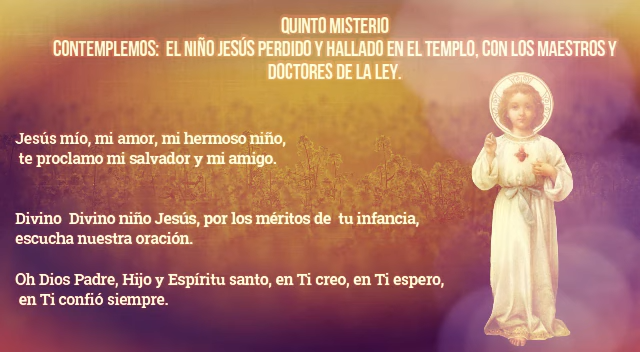 QUINTO MISTERIO
CONTEMPLEMOS: EL NIÑO JESÚS PERDIDO Y HALLADO EN EL TEMPLO, CON LOS MAESTROS Y
DOCTORES DE LA LEY.
Jesús mío, mi amor, mi hermoso niño,
te proclamo mi salvador y mi amigo.
Divino Divino niño Jesús, por los méritos de tu infancia,
escucha nuestra oración.
Oh Dios Padre, Hijo y Espíritu santo, en Ti creo, en Ti espero,
en Ti confió siempre.